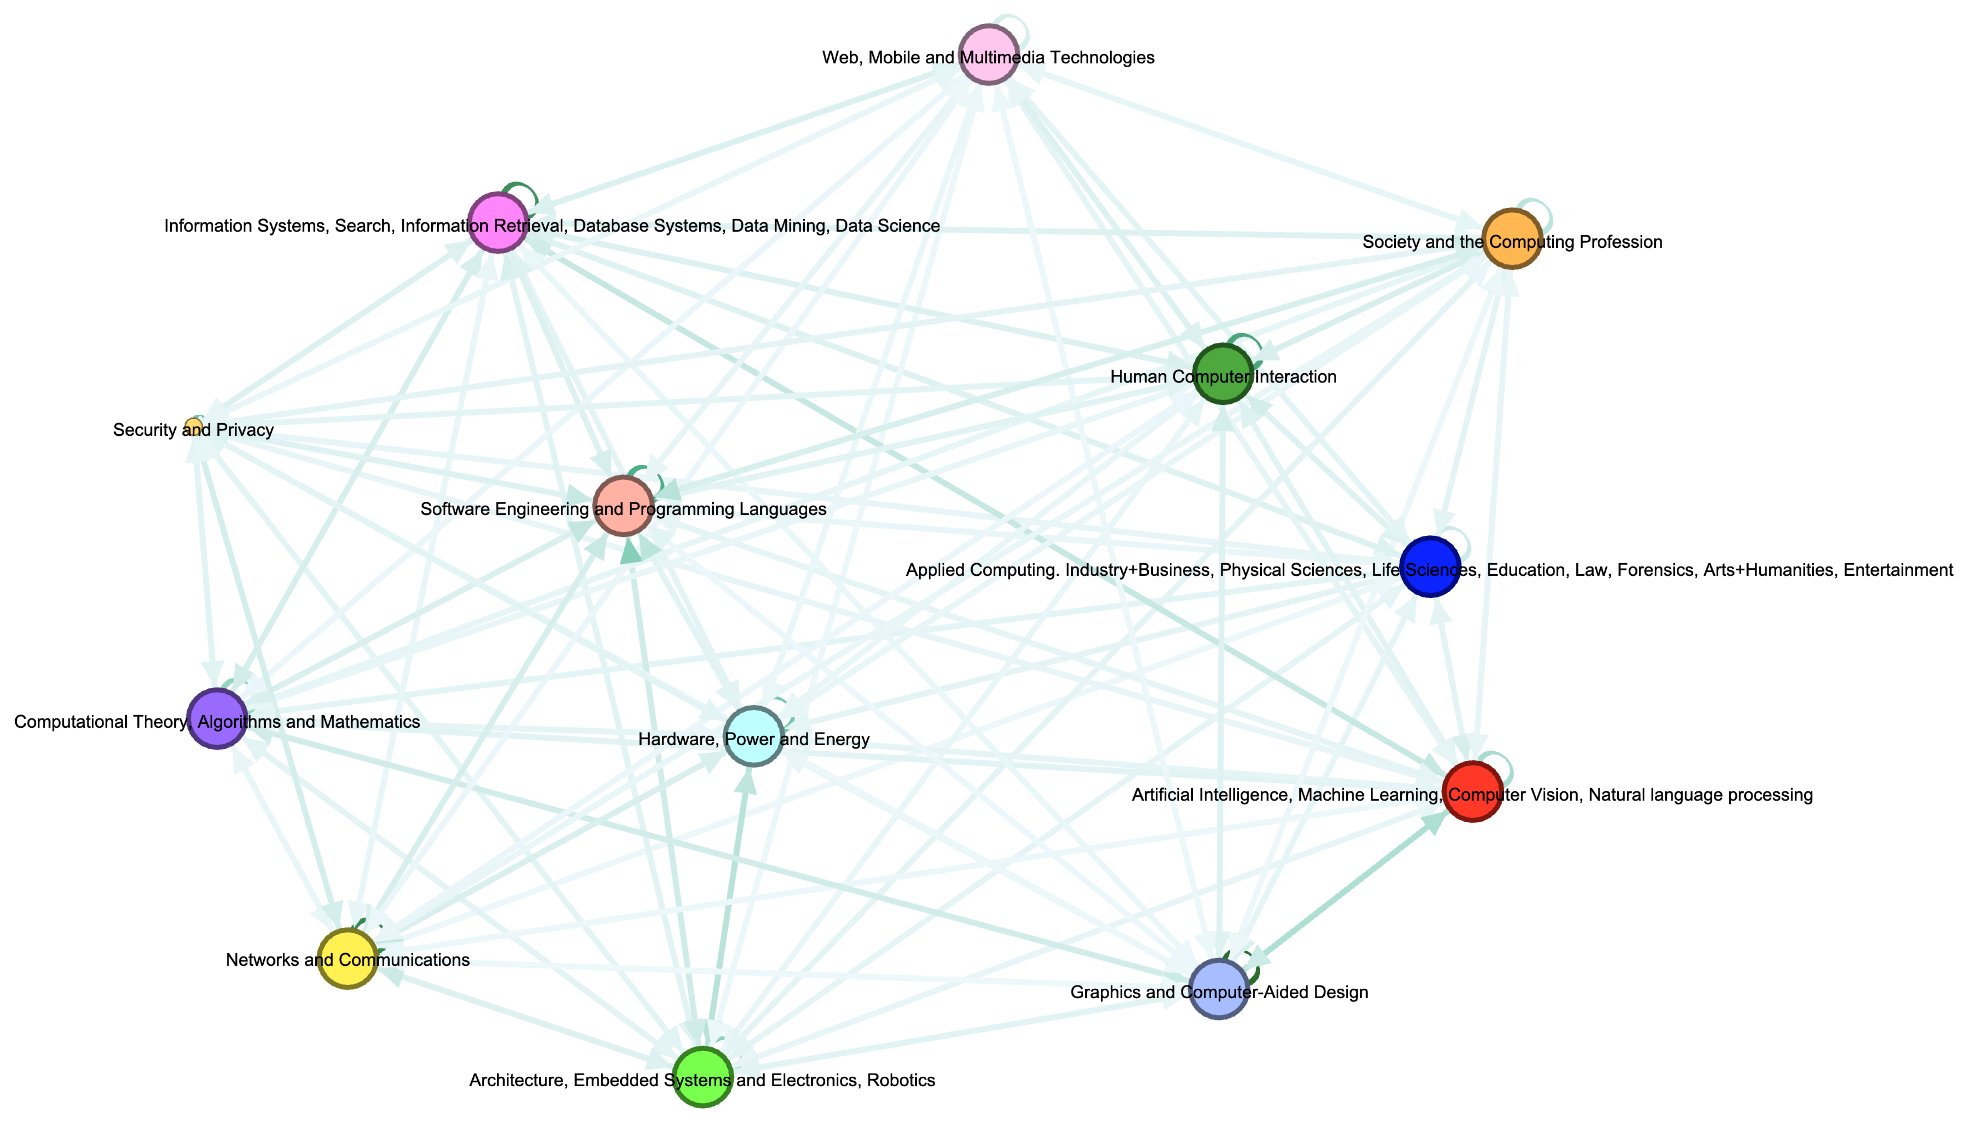 Web, Mobile and Multimedia Technologies
Information Systems, Search, Information Retrieval, Database Systems, Data Mining, Data Science
Society and the Computing Profession
Human Computer Interaction
Security and Privacy
Software Engineering and Programming Languages
Applied Computing. Industry+Business, Physical Sciences, Life Sciences, Education, Law, Forensics, Arts+Humanities, Entertainment
Computational Theory, Algorithms and Mathematics
Hardware, Power and Energy
Artificial Intelligence, Machine Learning, Computer Vision, Natural language processing
Networks and Communications
Graphics and Computer-Aided Design
Architecture, Embedded Systems and Electronics, Robotics